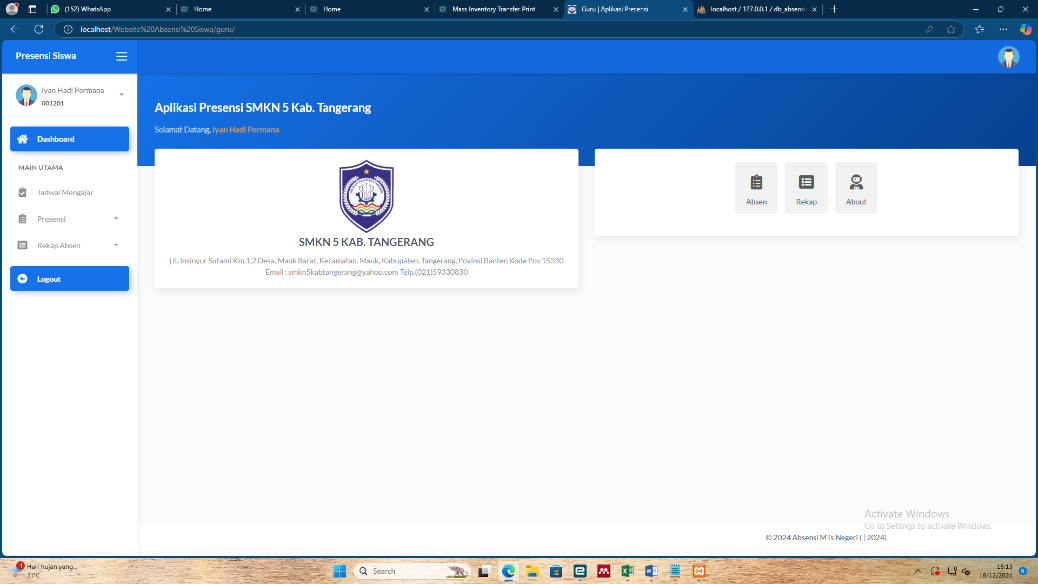 (152) WhatsApp
Home
Home
Mass Inventory Transfer Print
Guru | Aplikasi Presensi
localhost / 127.0.0.1 / db_absensi
localhost/Website%20Absensi%20Siswa/guru/
Presensi Siswa
Iyan Hadi Permana
001201
Dashboard
MAIN UTAMA
Jadwal Mengajar
Presensi
Rekap Absen
Logout
Aplikasi Presensi SMKN 5 Kab. Tangerang
Selamat Datang, Iyan Hadi Permana
SMKN 5 KAB. TANGERANG
jl. Insinyur Sutami Km.1,2 Desa. Mauk Barat, Kecamatan. Mauk, Kabupaten. Tangerang, Povinsi Banten Kode Pos 15330
Email : smkn5kabtangerang@yahoo.com Telp.(021)59330830
Absen
Rekap
About
Activate Windows
Go to Settings to activate Windows.
© 2024 Absensi MTs Negeri ( | 2024)
1
Hari hujan yang...
31°C
Search
15:13
18/12/2024